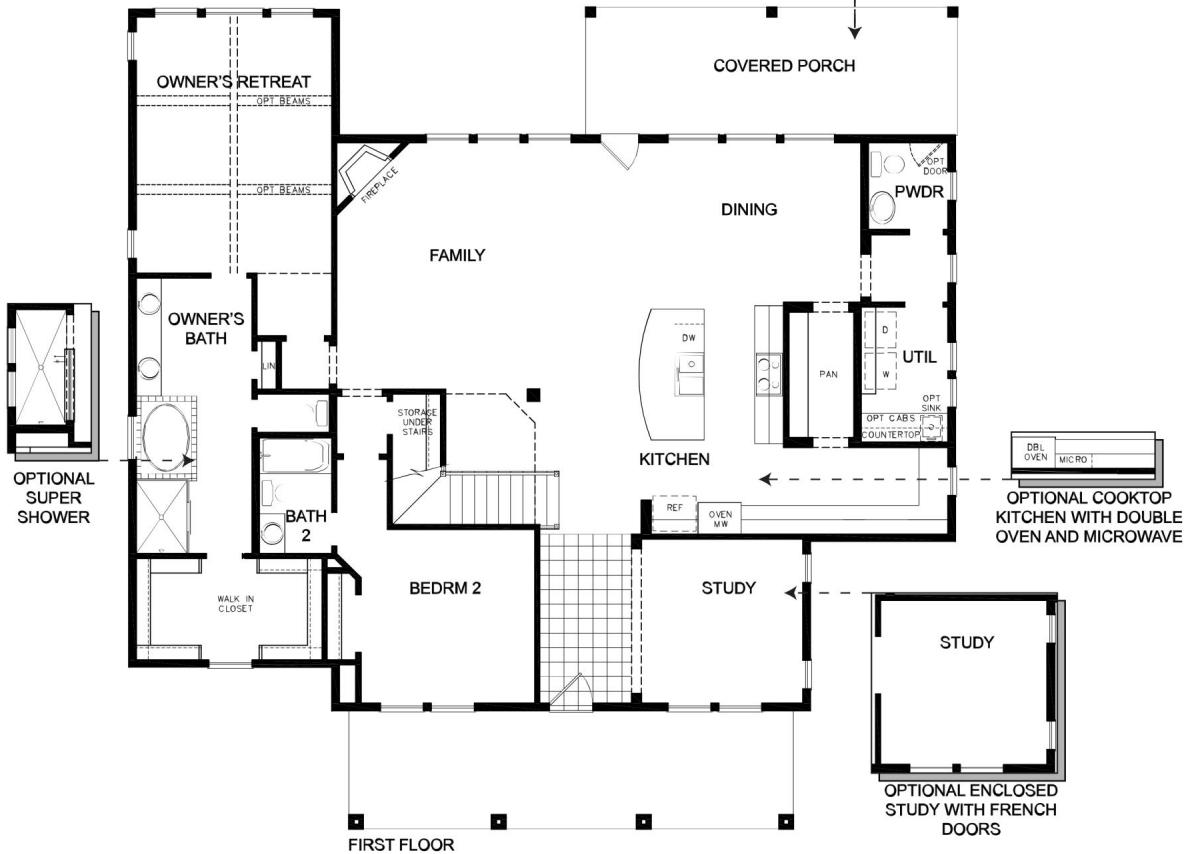 COVERED PORCH
OWNER'S RETREAT
OPT BEAMS
OPT BEAMS
FIREPLACE
OPT
DOOR
PWDR
DINING
FAMILY
OWNER'S
BATH
LIN
DW
PAN
D
W
UTIL
OPT
SINK
OPT CABS
COUNTERTOP
STORAGE
UNDER
STAIRS
KITCHEN
REF
OVEN
MW
DBL
OVEN
MICRO
OPTIONAL COOKTOP
KITCHEN WITH DOUBLE
OVEN AND MICROWAVE
OPTIONAL
SUPER
SHOWER
BATH
2
WALK IN
CLOSET
BEDRM 2
STUDY
STUDY
OPTIONAL ENCLOSED
STUDY WITH FRENCH
DOORS
FIRST FLOOR